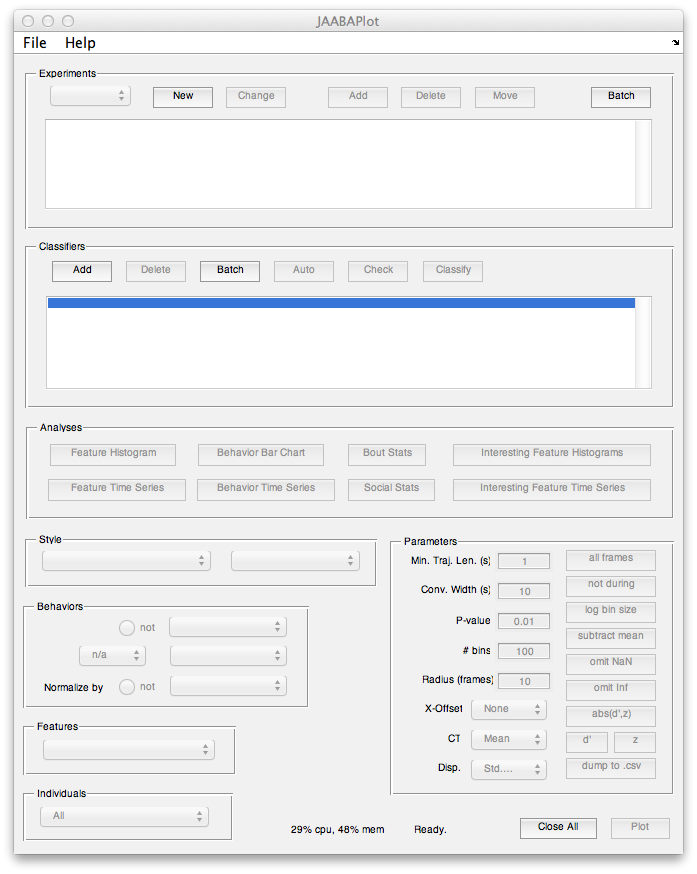 JAABAPlot
File Help
Experiments
New Change Add Delete Move Batch
Classifiers
Add Delete Batch Auto Check Classify
Analyses
Feature Histogram Behavior Bar Chart Bout Stats Interesting Feature Histograms
Feature Time Series Behavior Time Series Social Stats Interesting Feature Time Series
Style
Behaviors
not
n/a
Normalize by not
Features
Individuals
All
Parameters
Min. Traj. Len. (s) 1 all frames
Conv. Width (s) 10 not during
log bin size
P-value 0.01
subtract mean
# bins 100
omit NaN
Radius (frames) 10
omit Inf
X-Offset None abs(d',z)
CT Mean d' z
Disp. Std.... dump to .csv
29% cpu, 48% mem Ready. Close All Plot